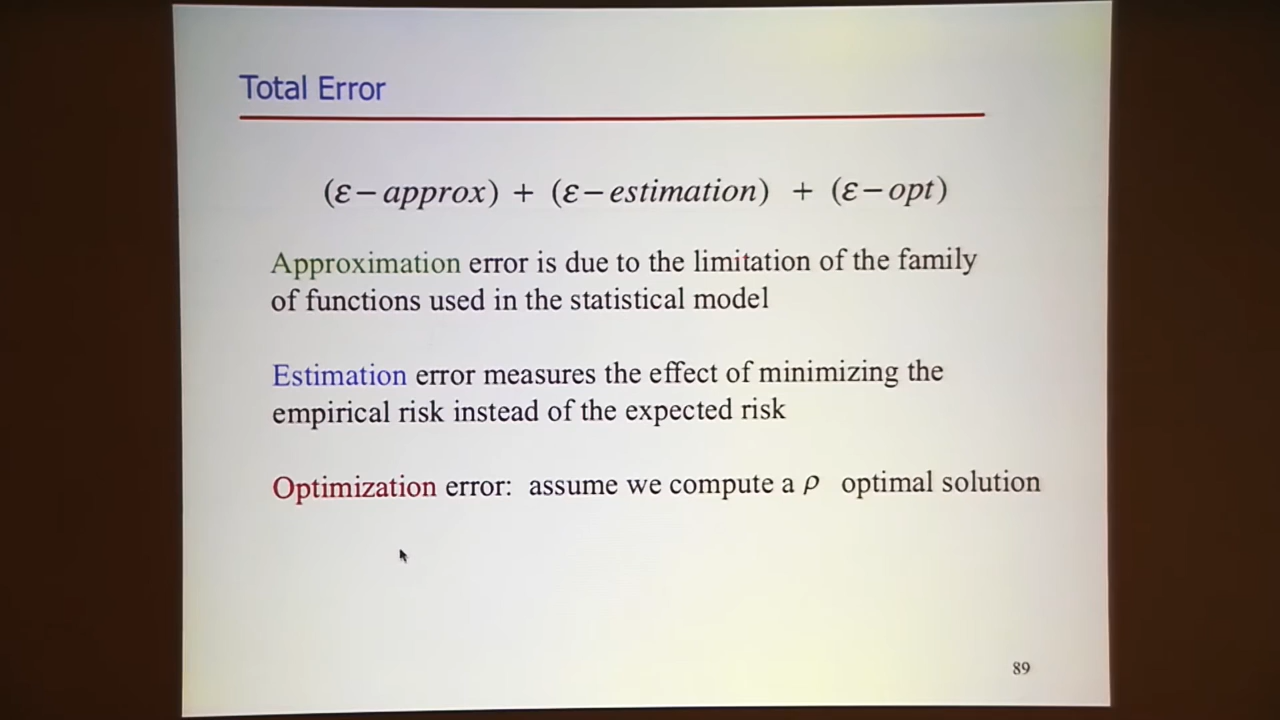 Total Error
(ε−approx) + (ε−estimation) + (ε−opt)
Approximation error is due to the limitation of the family
of functions used in the statistical model
Estimation error measures the effect of minimizing the
empirical risk instead of the expected risk
Optimization error: assume we compute a ρ optimal solution
89